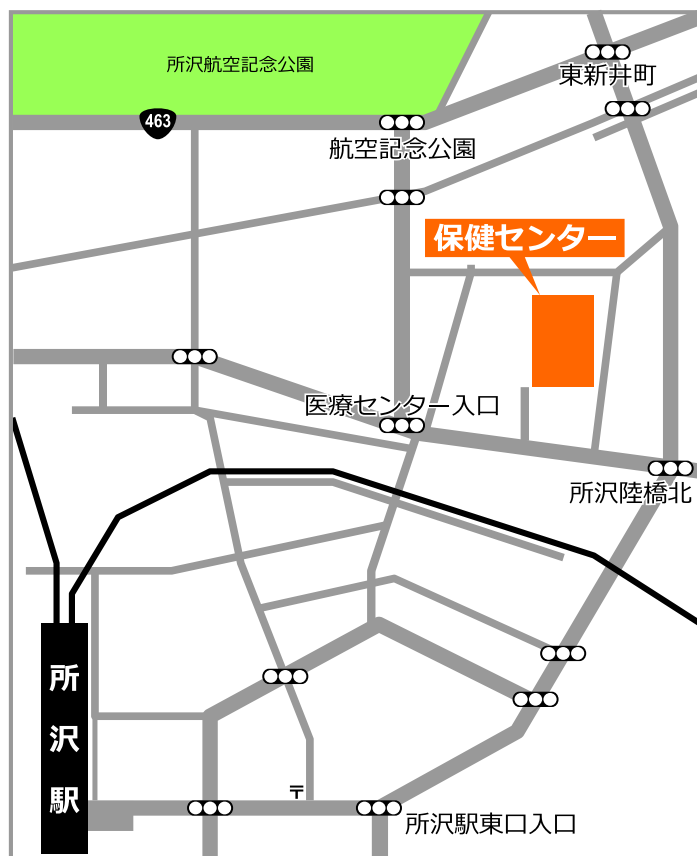 所沢航空記念公園
東新井町
463
航空記念公園
保健センター
医療センター入口
所沢陸橋北
所沢駅
〒
所沢駅東口入口